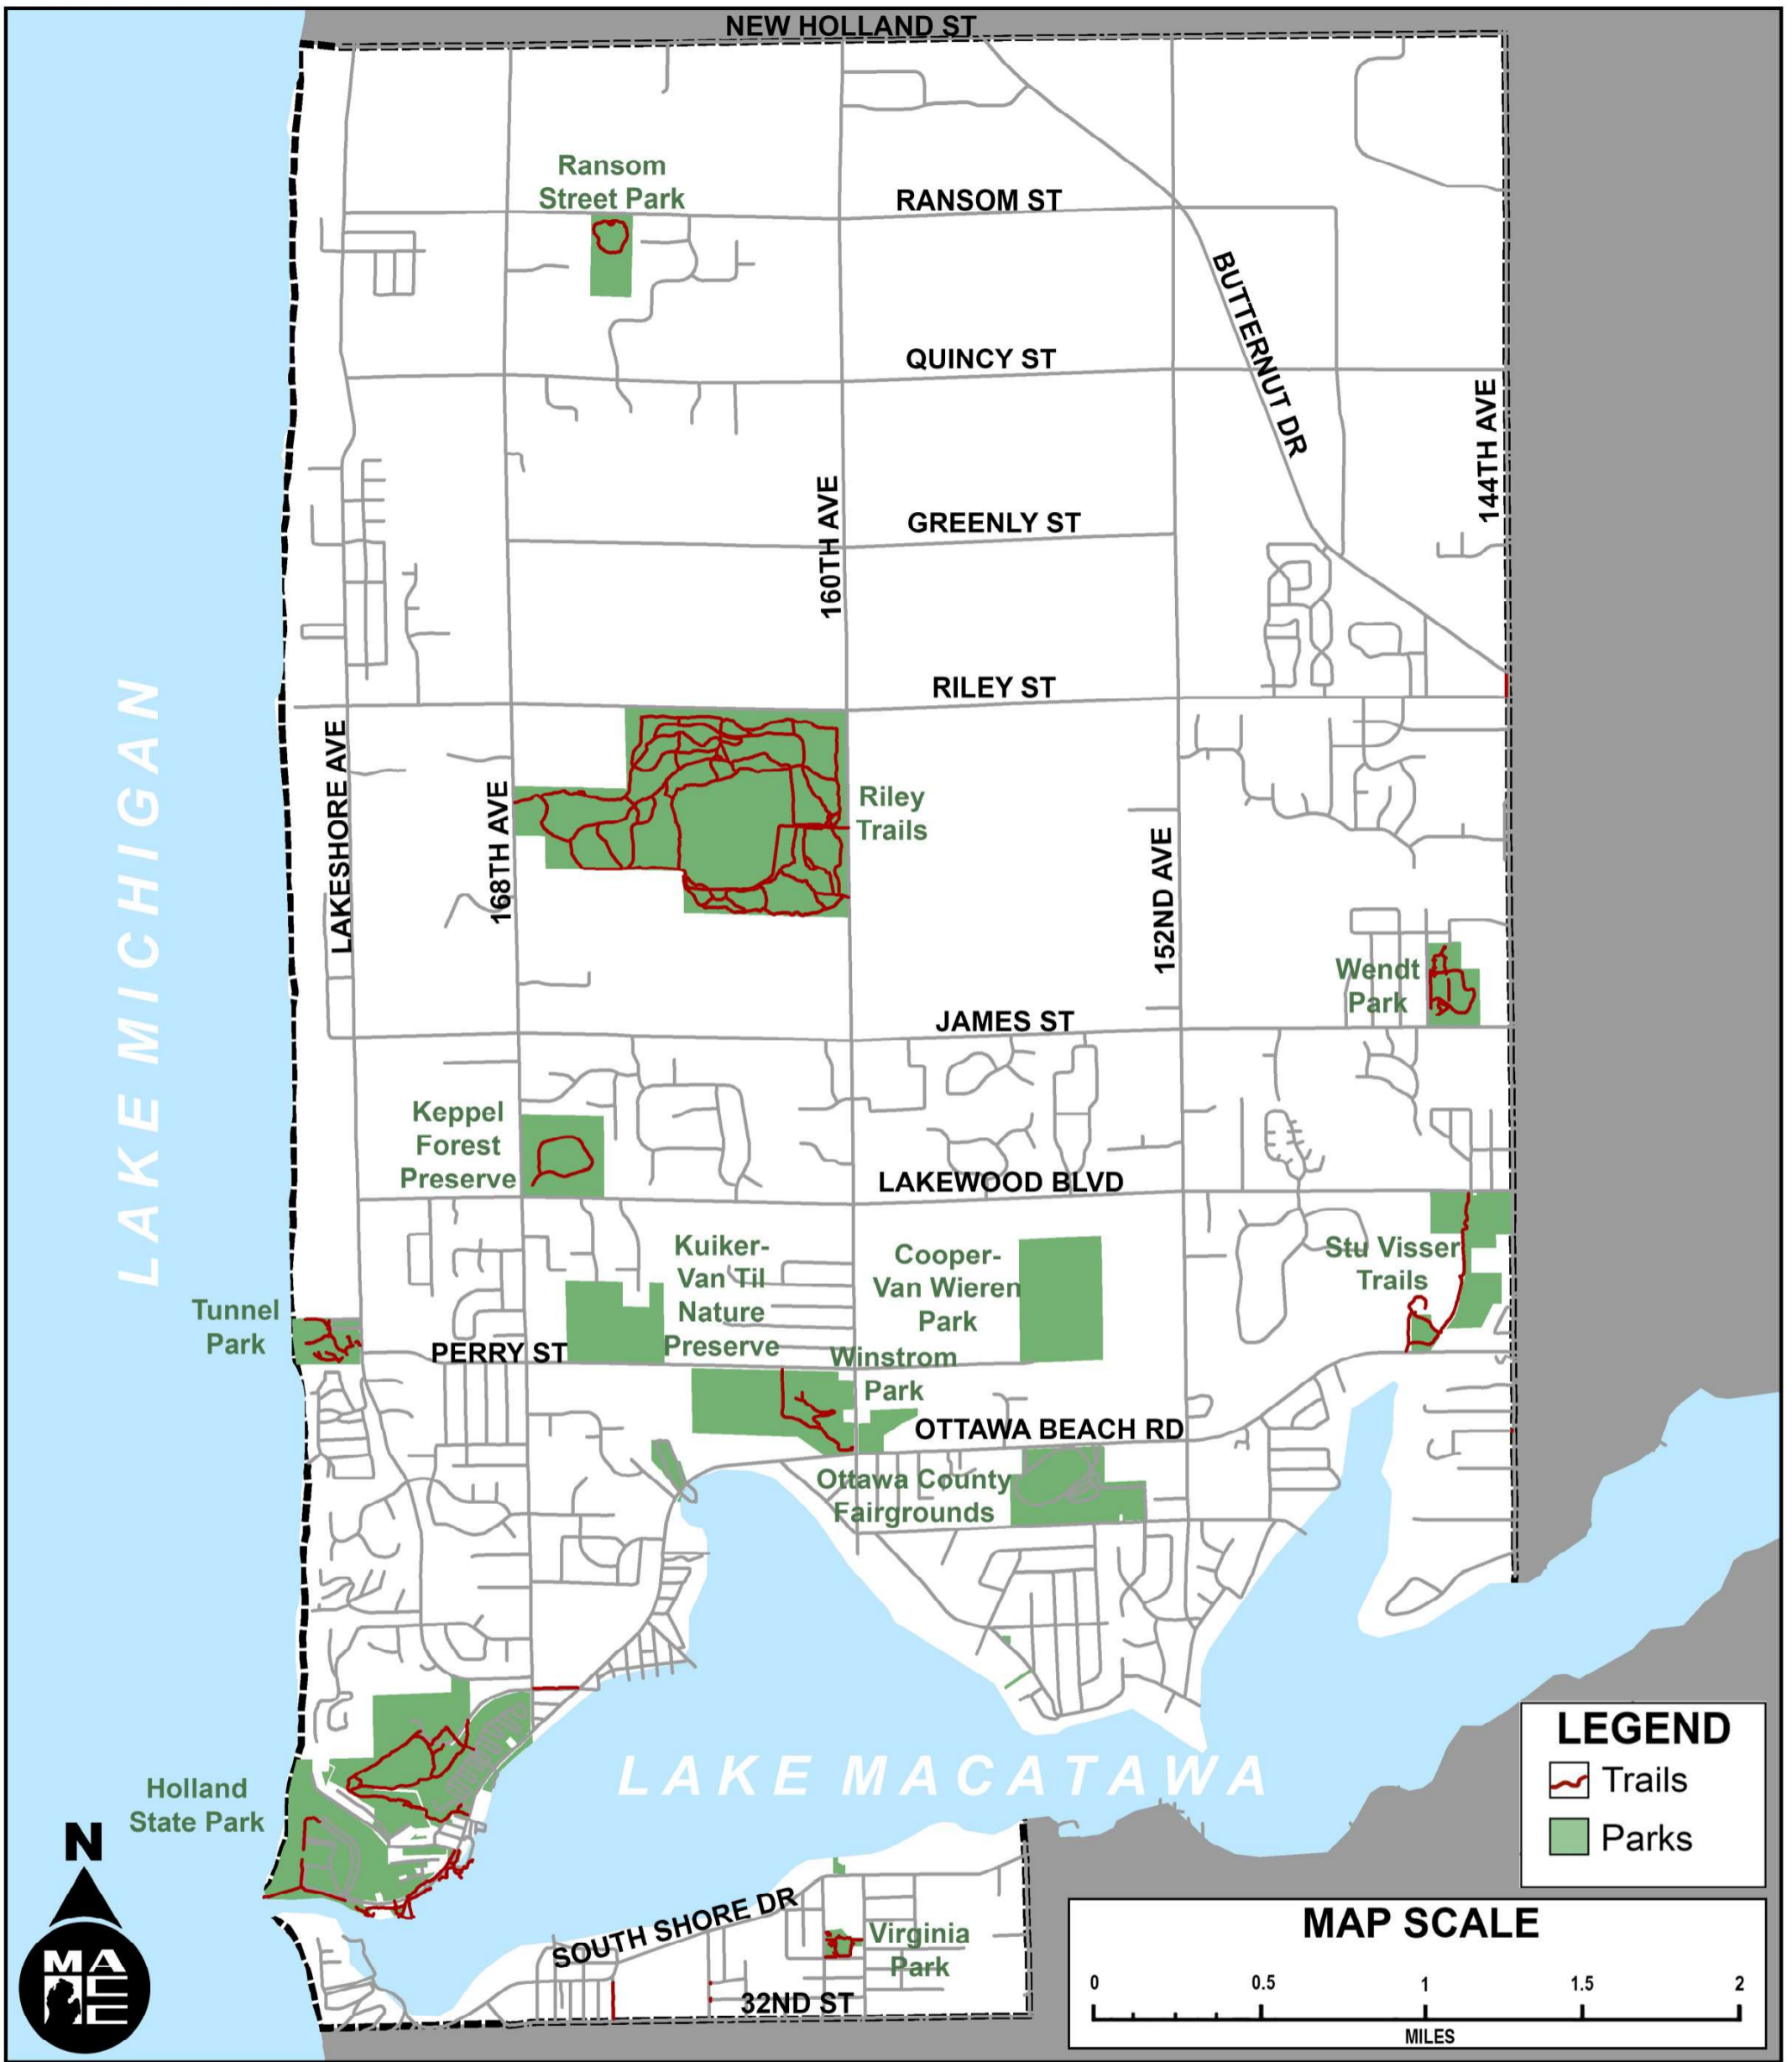 NEW HOLLAND ST
Ransom
Street Park
RANSOM ST
BUTTERNUT DR
QUINCY ST
144TH AVE
160TH AVE
GREENLY ST
RILEY ST
LAKE MICHIGAN
LAKESHORE AVE
168TH AVE
Riley
Trails
152ND AVE
Wendt
Park
JAMES ST
Keppel
Forest
Preserve
LAKEWOOD BLVD
Kuiker-
Van Til
Nature
Preserve
Cooper-
Van Wieren
Park
Stu Visser
Trails
Tunnel
Park
PERRY ST
Winstrom
Park
OTTAWA BEACH RD
Ottawa County
Fairgrounds
LAKE MACATAWA
Holland
State Park
SOUTH SHORE DR
Virginia
Park
32ND ST
N
MA
CE
LEGEND
Trails
Parks
MAP SCALE
0 0.5 1 1.5 2
MILES